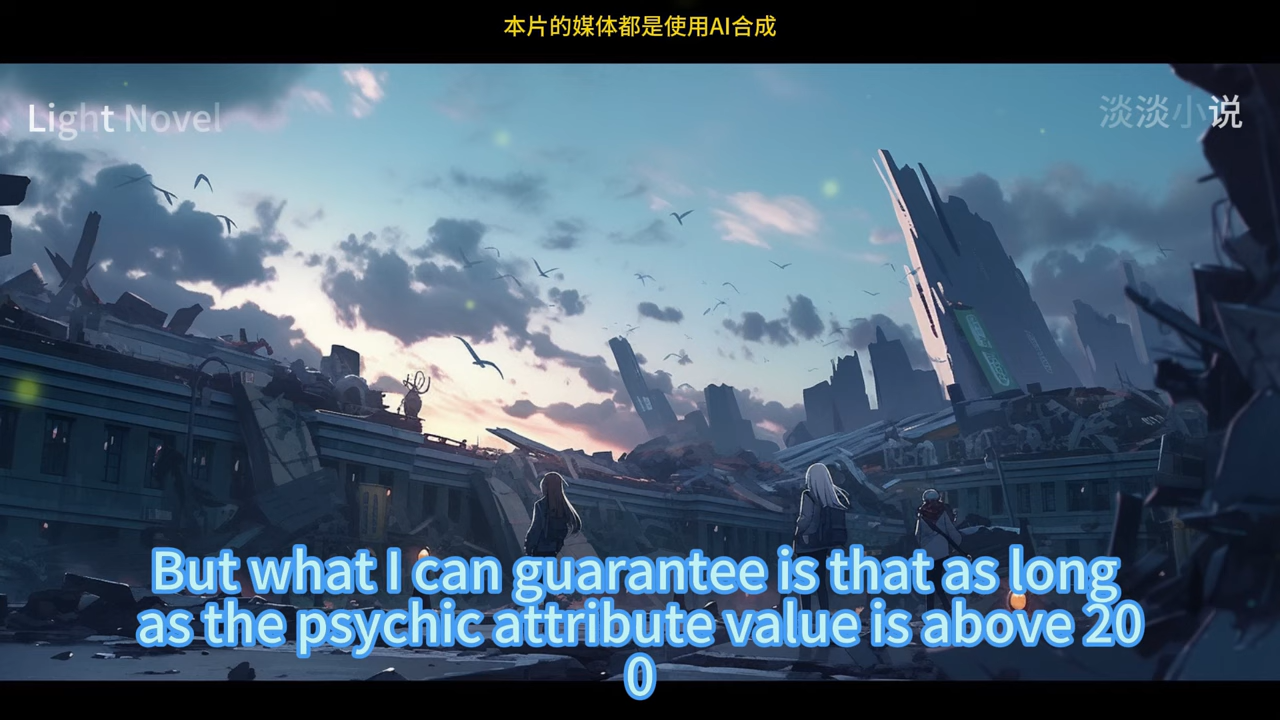 本片的媒体都是使用AI合成
Light Novel
淡淡小说
But what I can guarantee is that as long
as the psychic attribute value is above 20
0